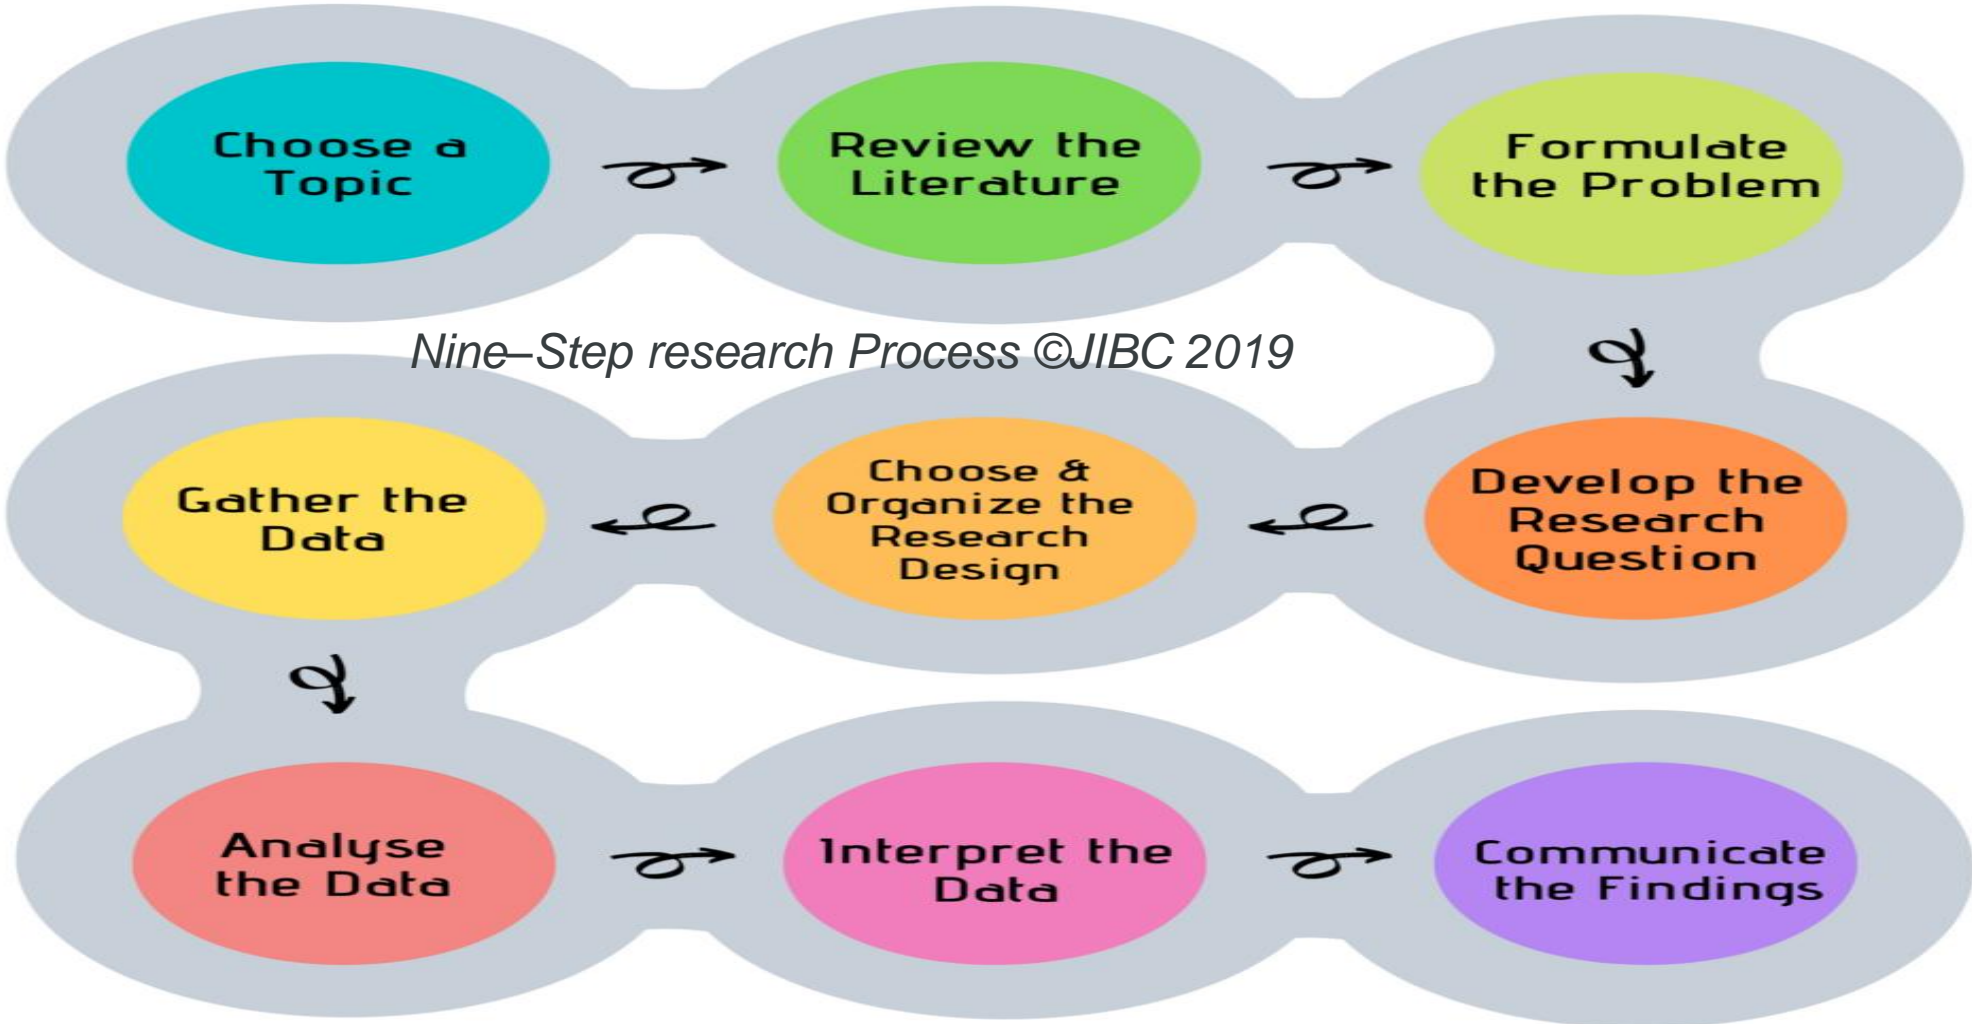 Choose a
Topic
Review the
Literature
Formulate
the Problem
Nine–Step research Process ©JIBC 2019
Develop the
Research
Question
Choose &
Organize the
Research
Design
Gather the
Data
Analyse
the Data
Interpret the
Data
Communicate
the Findings